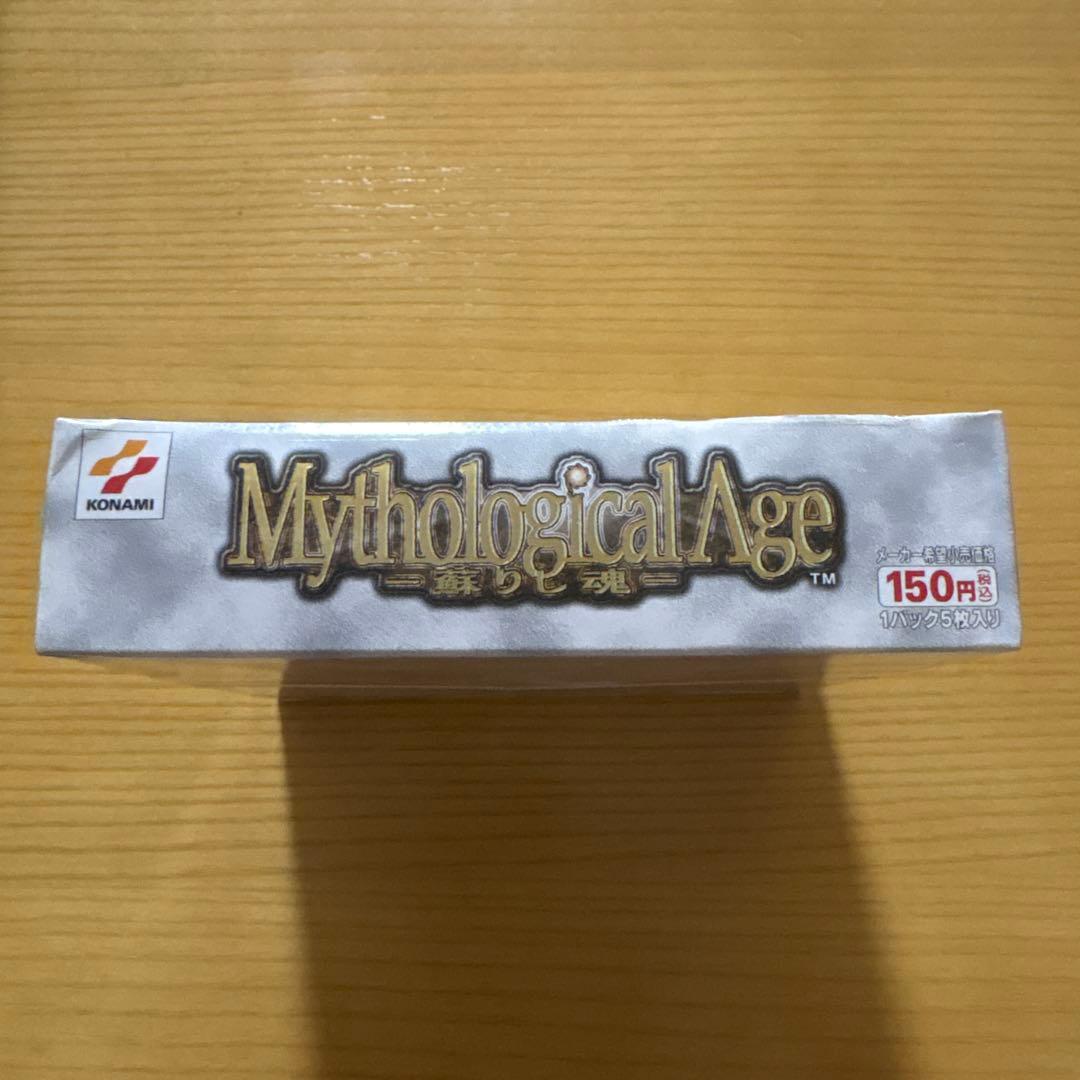 KONAMI
Mythological Age
蘇りし魂
TM
メーカー希望小売価格
150円(税込)
1パック5枚入り